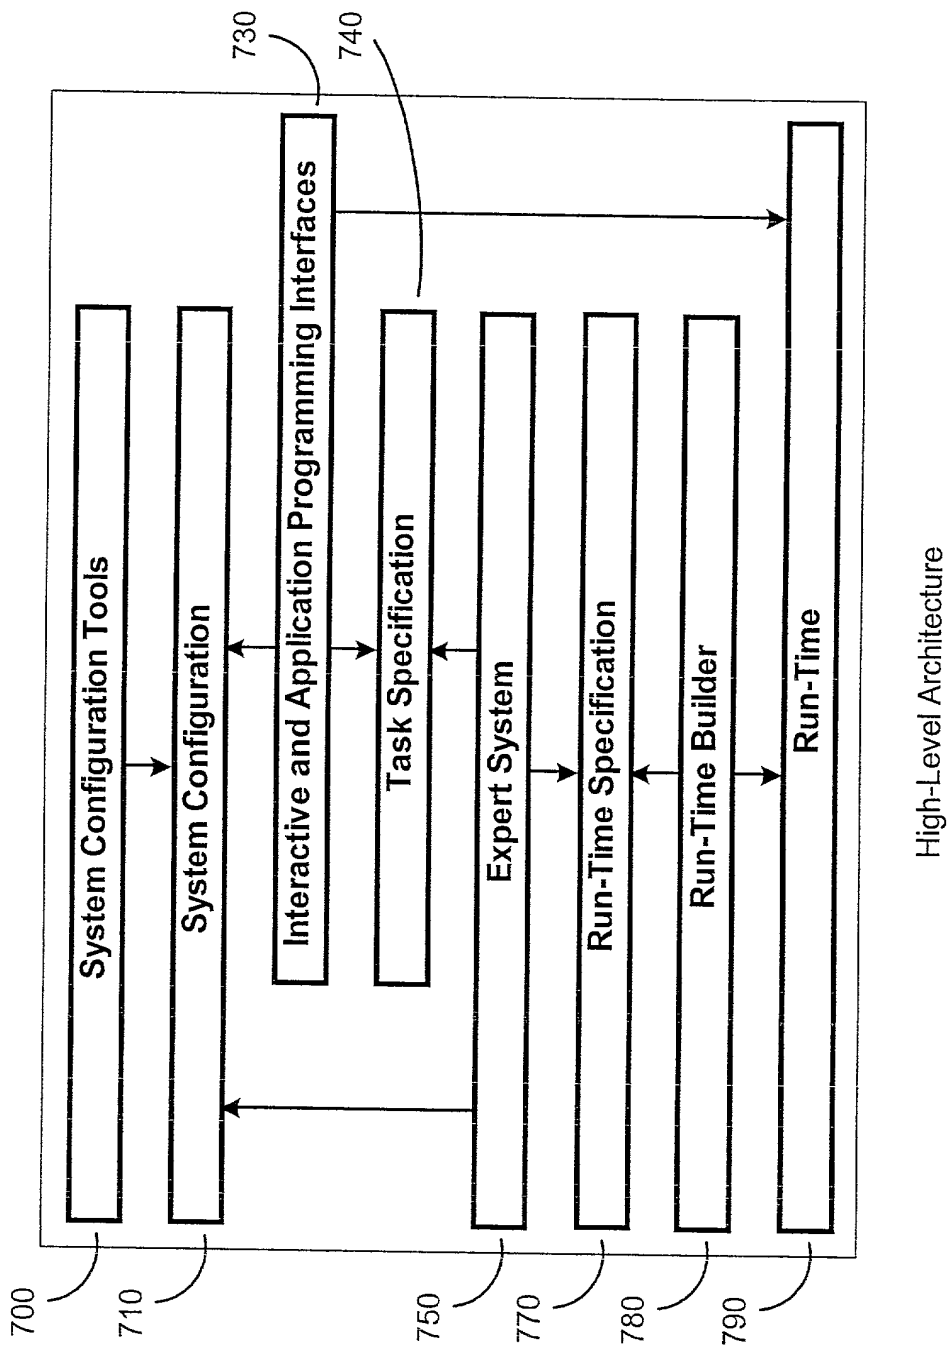 700
System Configuration Tools
710
System Configuration
730
Interactive and Application Programming Interfaces
740
Task Specification
750
Expert System
770
Run-Time Specification
780
Run-Time Builder
790
Run-Time
High-Level Architecture